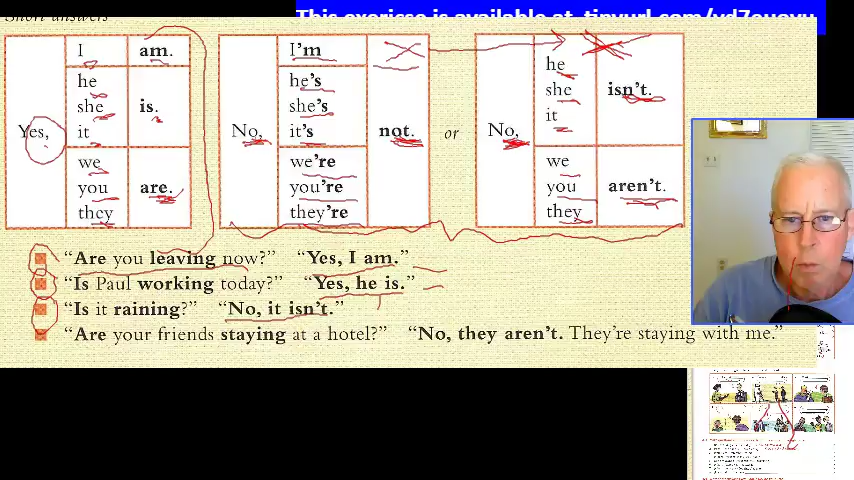 This exercise is available at tinyurl.com/yd7
Short answers
Yes,
I am.
he
she is.
it
we
you are.
they
No,
I'm
he's
she's
it's
not.
we're
you're
they're
or
No,
he
she isn't.
it
we
you aren't.
they
"Are you leaving now?" "Yes, I am."
"Is Paul working today?" "Yes, he is."
"Is it raining?" "No, it isn't."
"Are your friends staying at a hotel?" "No, they aren't. They're staying with me."